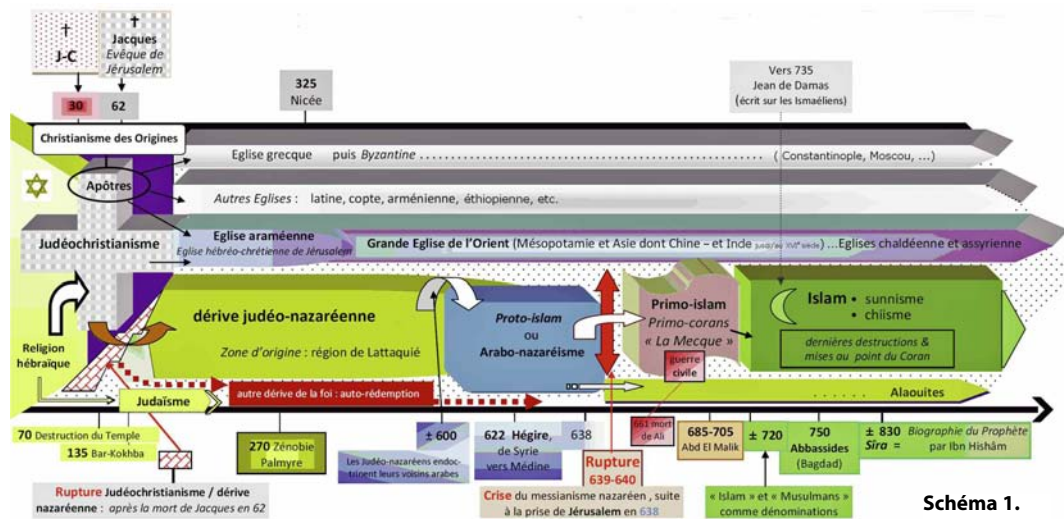 ✝
J-C
✝
Jacques
Evêque de
Jérusalem
30
62
325
Nicée
Vers 735
Jean de Damas
(écrit sur les Ismaéliens)
Christianisme des Origines
Apôtres
Eglise grecque puis Byzantine ........................................................ ( Constantinople, Moscou, ...)
Autres Eglises : latine, copte, arménienne, éthiopienne, etc.
Judéochristianisme
Eglise araméenne
Eglise hébréo-chrétienne de Jérusalem
Grande Eglise de l'Orient (Mésopotamie et Asie dont Chine – et Inde jusqu'au XVIe siècle) ...Eglises chaldéenne et assyrienne
dérive judéo-nazaréenne
Zone d'origine : région de Lattaquié
Proto-islam
ou
Arabo-nazaréisme
Primo-islam
Primo-corans
« La Mecque »
Islam • sunnisme
• chiisme
dernières destructions &
mises au point du Coran
Religion
hébraïque
Judaïsme
autre dérive de la foi : auto-rédemption
guerre
civile
Alaouites
70 Destruction du Temple
135 Bar-Kokhba
270 Zénobie
Palmyre
± 600
Les Judéo-nazaréens endoc-
trinent leurs voisins arabes
622 Hégire,
de Syrie
vers Médine
638
Rupture
639-640
661 mort
de Ali
685-705
Abd El Malik
± 720
750
Abbassides
(Bagdad)
± 830 Biographie du Prophète
Sîra = par Ibn Hishâm
Rupture Judéochristianisme / dérive
nazaréenne : après la mort de Jacques en 62
Crise du messianisme nazaréen , suite
à la prise de Jérusalem en 638
« Islam » et « Musulmans »
comme dénominations
Schéma 1.